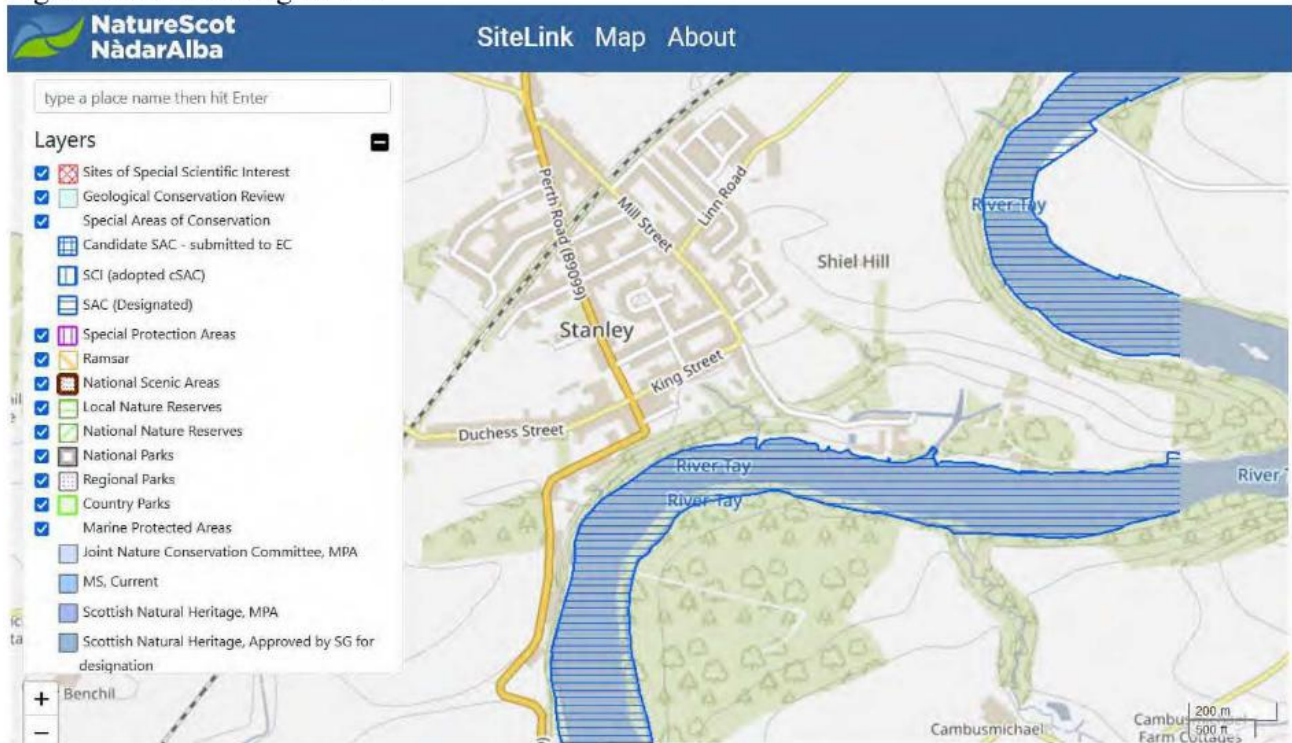 NatureScot
NàdarAlba
SiteLink Map About
type a place name then hit Enter
Layers
Sites of Special Scientific Interest
Geological Conservation Review
Special Areas of Conservation
Candidate SAC - submitted to EC
SCI (adopted cSAC)
SAC (Designated)
Special Protection Areas
Ramsar
National Scenic Areas
Local Nature Reserves
National Nature Reserves
National Parks
Regional Parks
Country Parks
Marine Protected Areas
Joint Nature Conservation Committee, MPA
MS, Current
Scottish Natural Heritage, MPA
Scottish Natural Heritage, Approved by SG for
designation
+
−
Benchil
Perth Road (B9099)
Mill Street
Linn Road
River Tay
Shiel Hill
Stanley
King Street
Duchess Street
River Tay
River Tay
River
Cambusmichael
Cambusmichael
Farm Cottages
200 m
500 ft